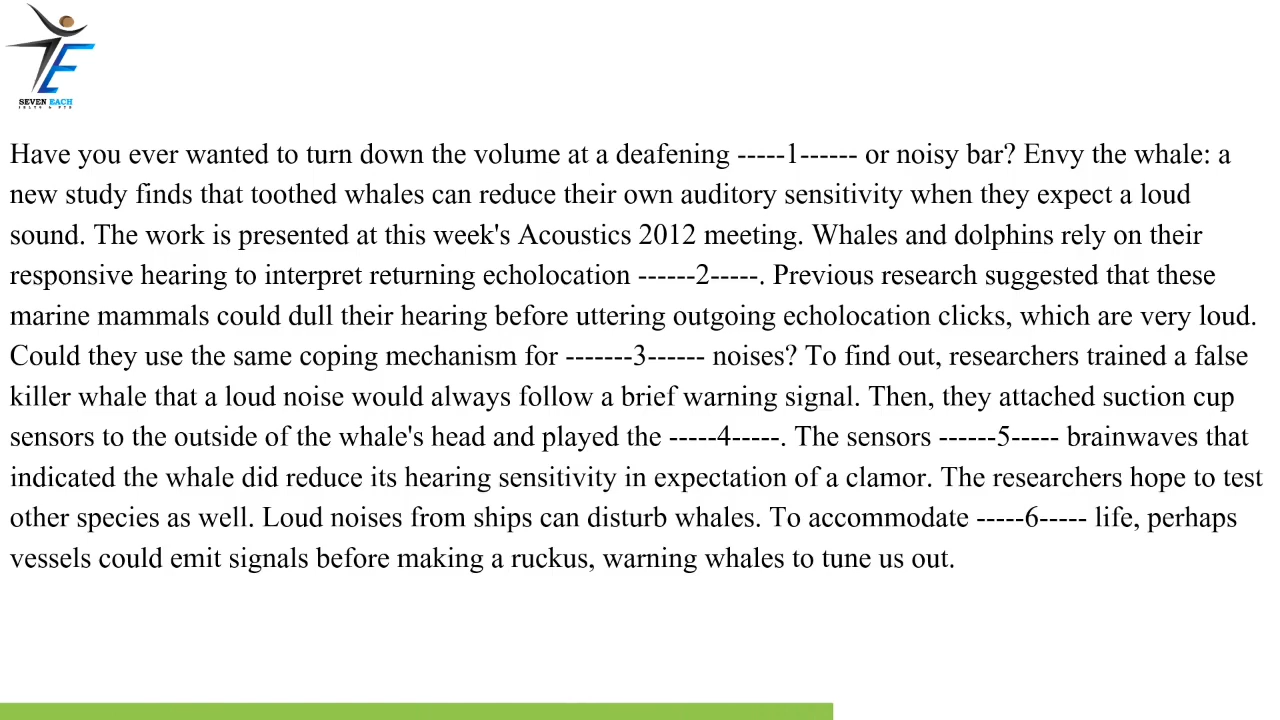 SEVEN EACH
IELTS & PTE
Have you ever wanted to turn down the volume at a deafening -----1------ or noisy bar? Envy the whale: a
new study finds that toothed whales can reduce their own auditory sensitivity when they expect a loud
sound. The work is presented at this week's Acoustics 2012 meeting. Whales and dolphins rely on their
responsive hearing to interpret returning echolocation ------2-----. Previous research suggested that these
marine mammals could dull their hearing before uttering outgoing echolocation clicks, which are very loud.
Could they use the same coping mechanism for -------3------ noises? To find out, researchers trained a false
killer whale that a loud noise would always follow a brief warning signal. Then, they attached suction cup
sensors to the outside of the whale's head and played the -----4-----. The sensors ------5----- brainwaves that
indicated the whale did reduce its hearing sensitivity in expectation of a clamor. The researchers hope to test
other species as well. Loud noises from ships can disturb whales. To accommodate -----6----- life, perhaps
vessels could emit signals before making a ruckus, warning whales to tune us out.